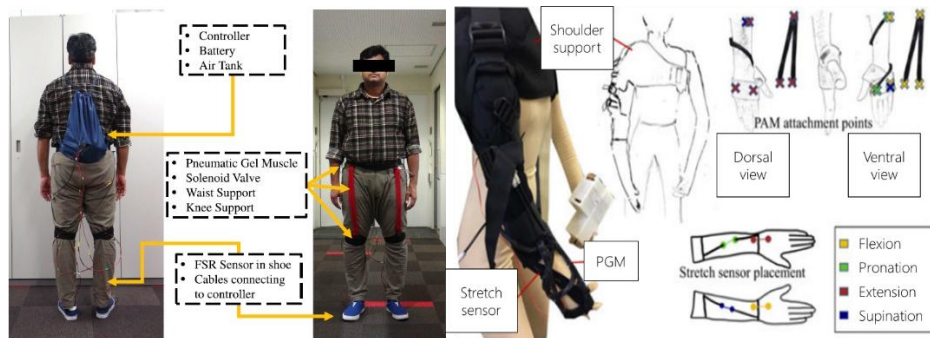 • Controller
• Battery
• Air Tank
• Pneumatic Gel Muscle
• Solenoid Valve
• Waist Support
• Knee Support
• FSR Sensor in shoe
• Cables connecting
to controller
Shoulder
support
Stretch
sensor
PGM
PAM attachment
points
Dorsal
view
Ventral
view
Stretch sensor placement
Flexion
Pronation
Extension
Supination